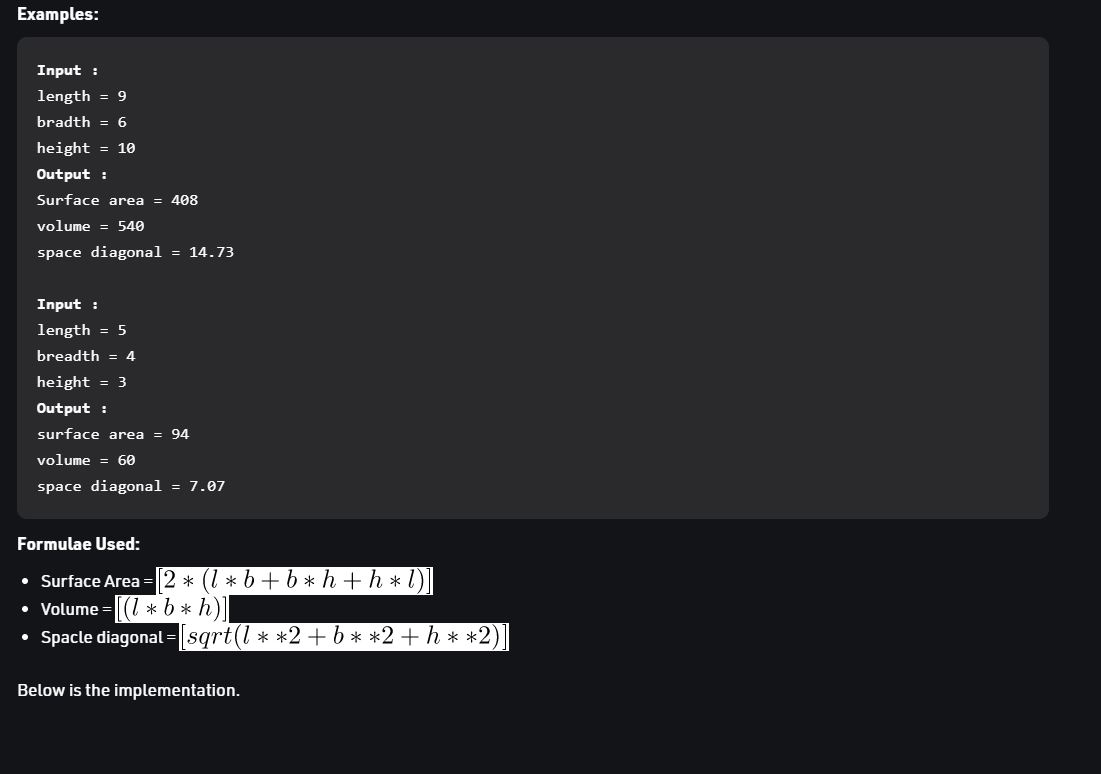 Examples:
Input :
length = 9
bradth = 6
height = 10
Output :
Surface area = 408
volume = 540
space diagonal = 14.73
Input :
length = 5
breadth = 4
height = 3
Output :
surface area = 94
volume = 60
space diagonal = 7.07
Formulae Used:
• Surface Area = [2 * (l * b + b * h + h * l)]
• Volume = [(l * b * h)]
• Spacle diagonal = [sqrt(l * *2 + b * *2 + h * *2)]
Below is the implementation.